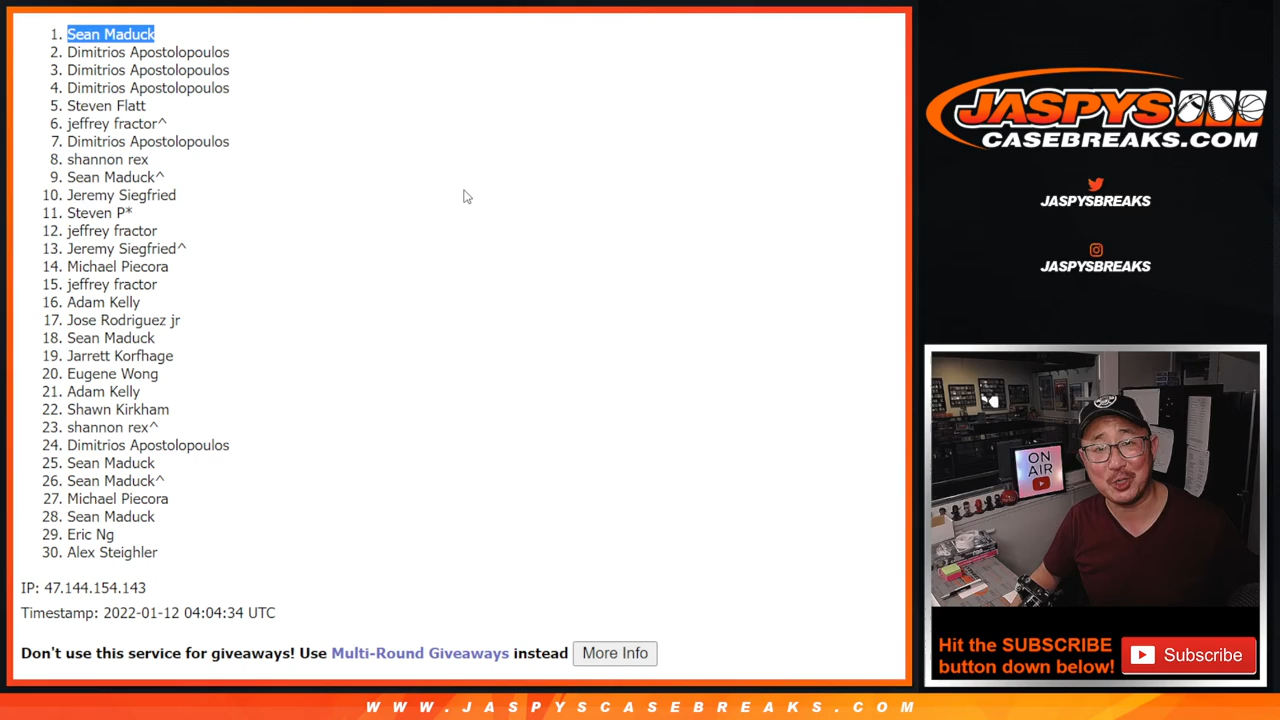 1. Sean Maduck
2. Dimitrios Apostolopoulos
3. Dimitrios Apostolopoulos
4. Dimitrios Apostolopoulos
5. Steven Flatt
6. jeffrey fractor^
7. Dimitrios Apostolopoulos
8. shannon rex
9. Sean Maduck^
10. Jeremy Siegfried
11. Steven P*
12. jeffrey fractor
13. Jeremy Siegfried^
14. Michael Piecora
15. jeffrey fractor
16. Adam Kelly
17. Jose Rodriguez jr
18. Sean Maduck
19. Jarrett Korfhage
20. Eugene Wong
21. Adam Kelly
22. Shawn Kirkham
23. shannon rex^
24. Dimitrios Apostolopoulos
25. Sean Maduck
26. Sean Maduck^
27. Michael Piecora
28. Sean Maduck
29. Eric Ng
30. Alex Steighler
IP: 47.144.154.143
Timestamp: 2022-01-12 04:04:34 UTC
Don't use this service for giveaways! Use Multi-Round Giveaways instead More Info
JASPYS
CASEBREAKS.COM
JASPYSBREAKS
JASPYSBREAKS
ON
AIR
Hit the SUBSCRIBE
button down below!
Subscribe
WWW.JASPYSCASEBREAKS.COM